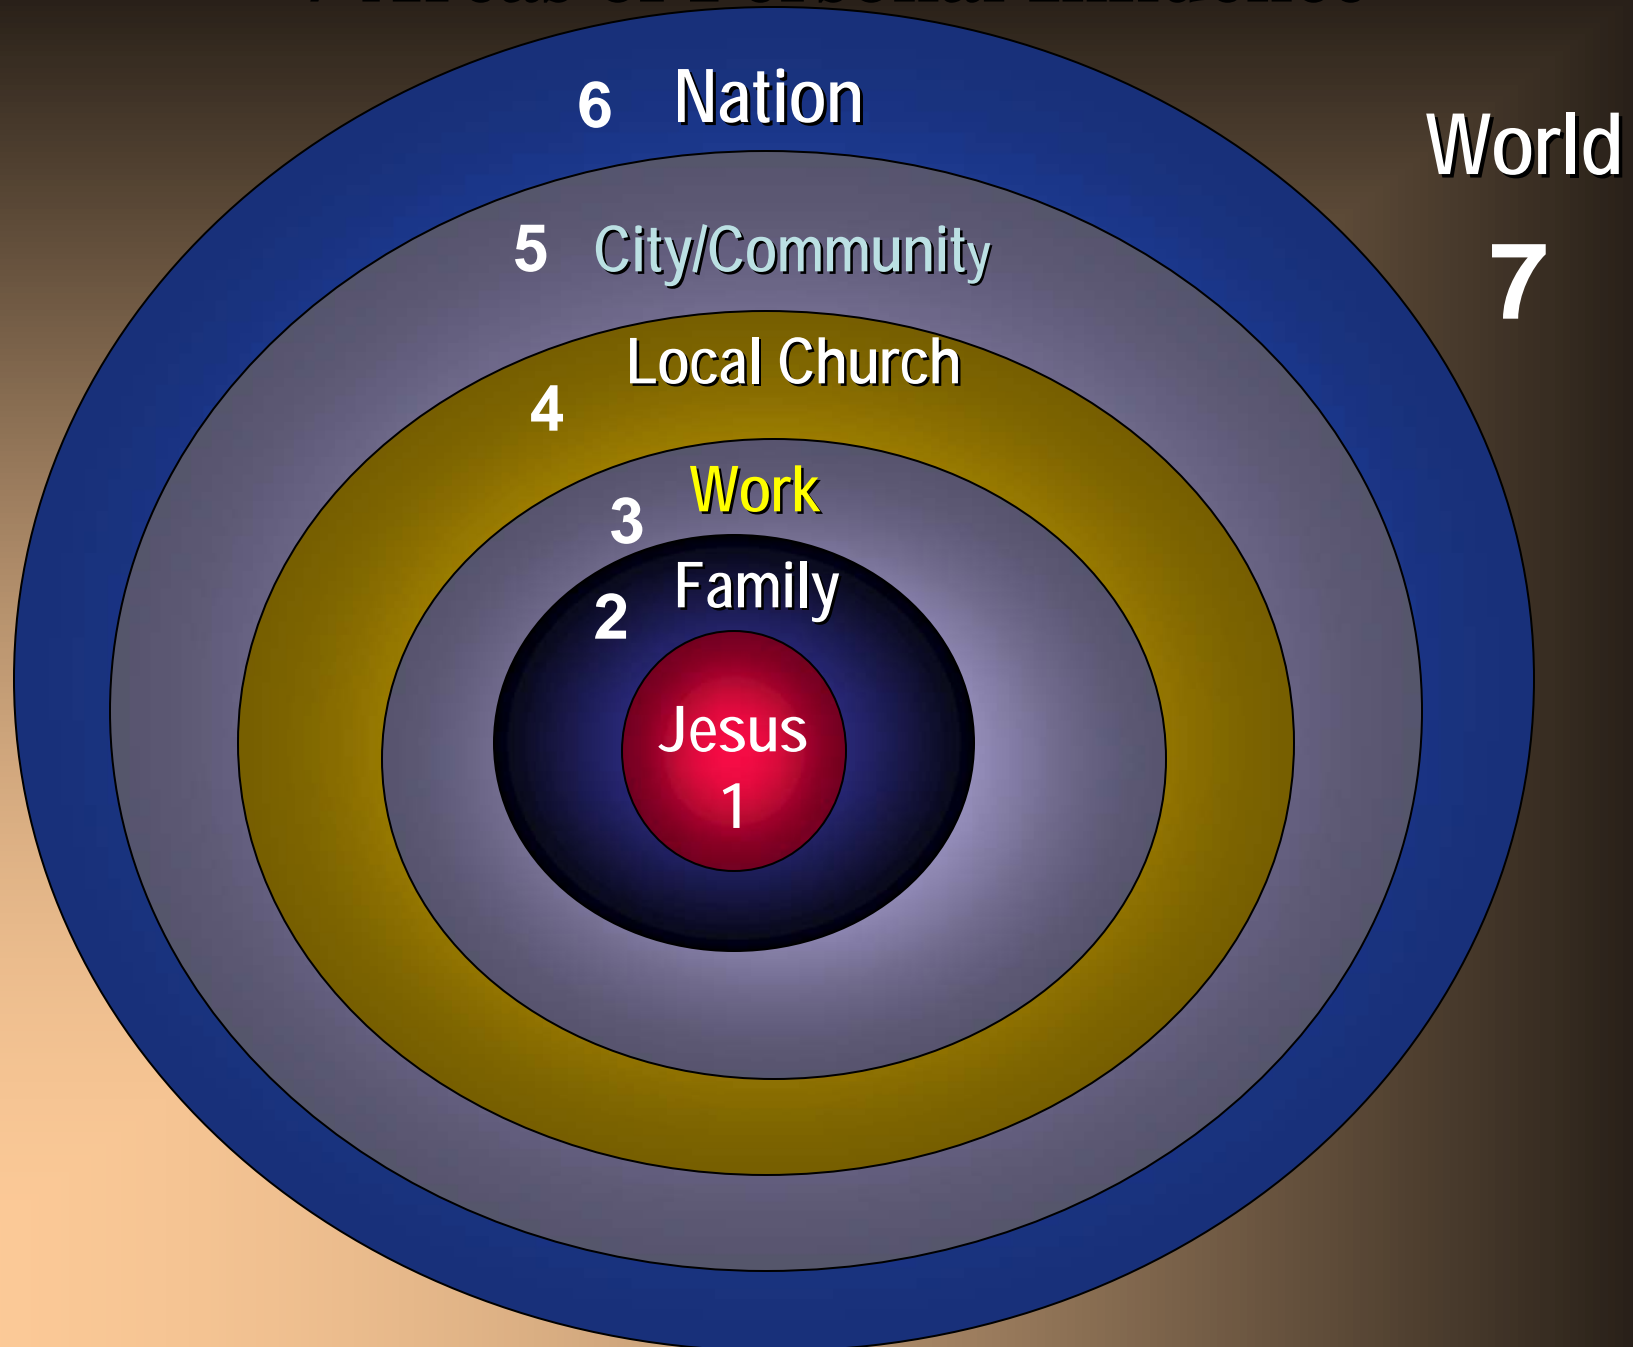 6 Nation
World
7
5 City/Community
Local Church
4
Work
3
Family
2
Jesus
1